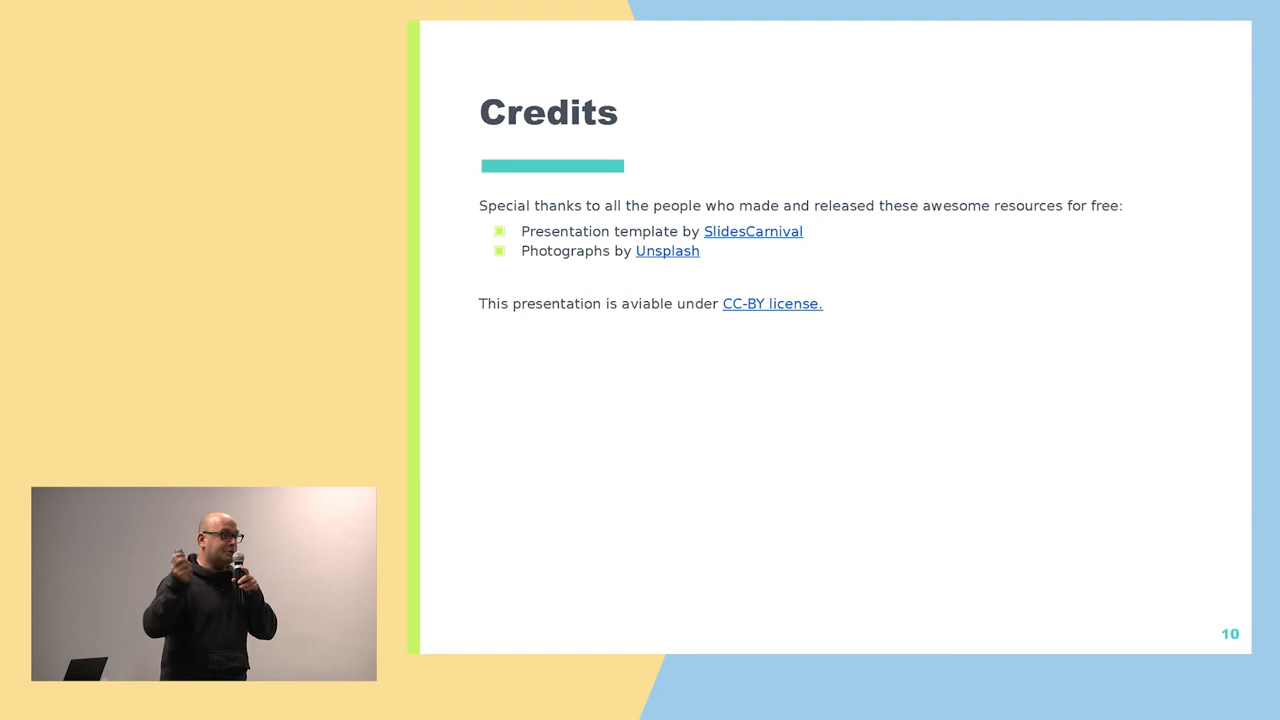 Credits
Special thanks to all the people who made and released these awesome resources for free:
Presentation template by SlidesCarnival
Photographs by Unsplash
This presentation is aviable under CC-BY license.
10